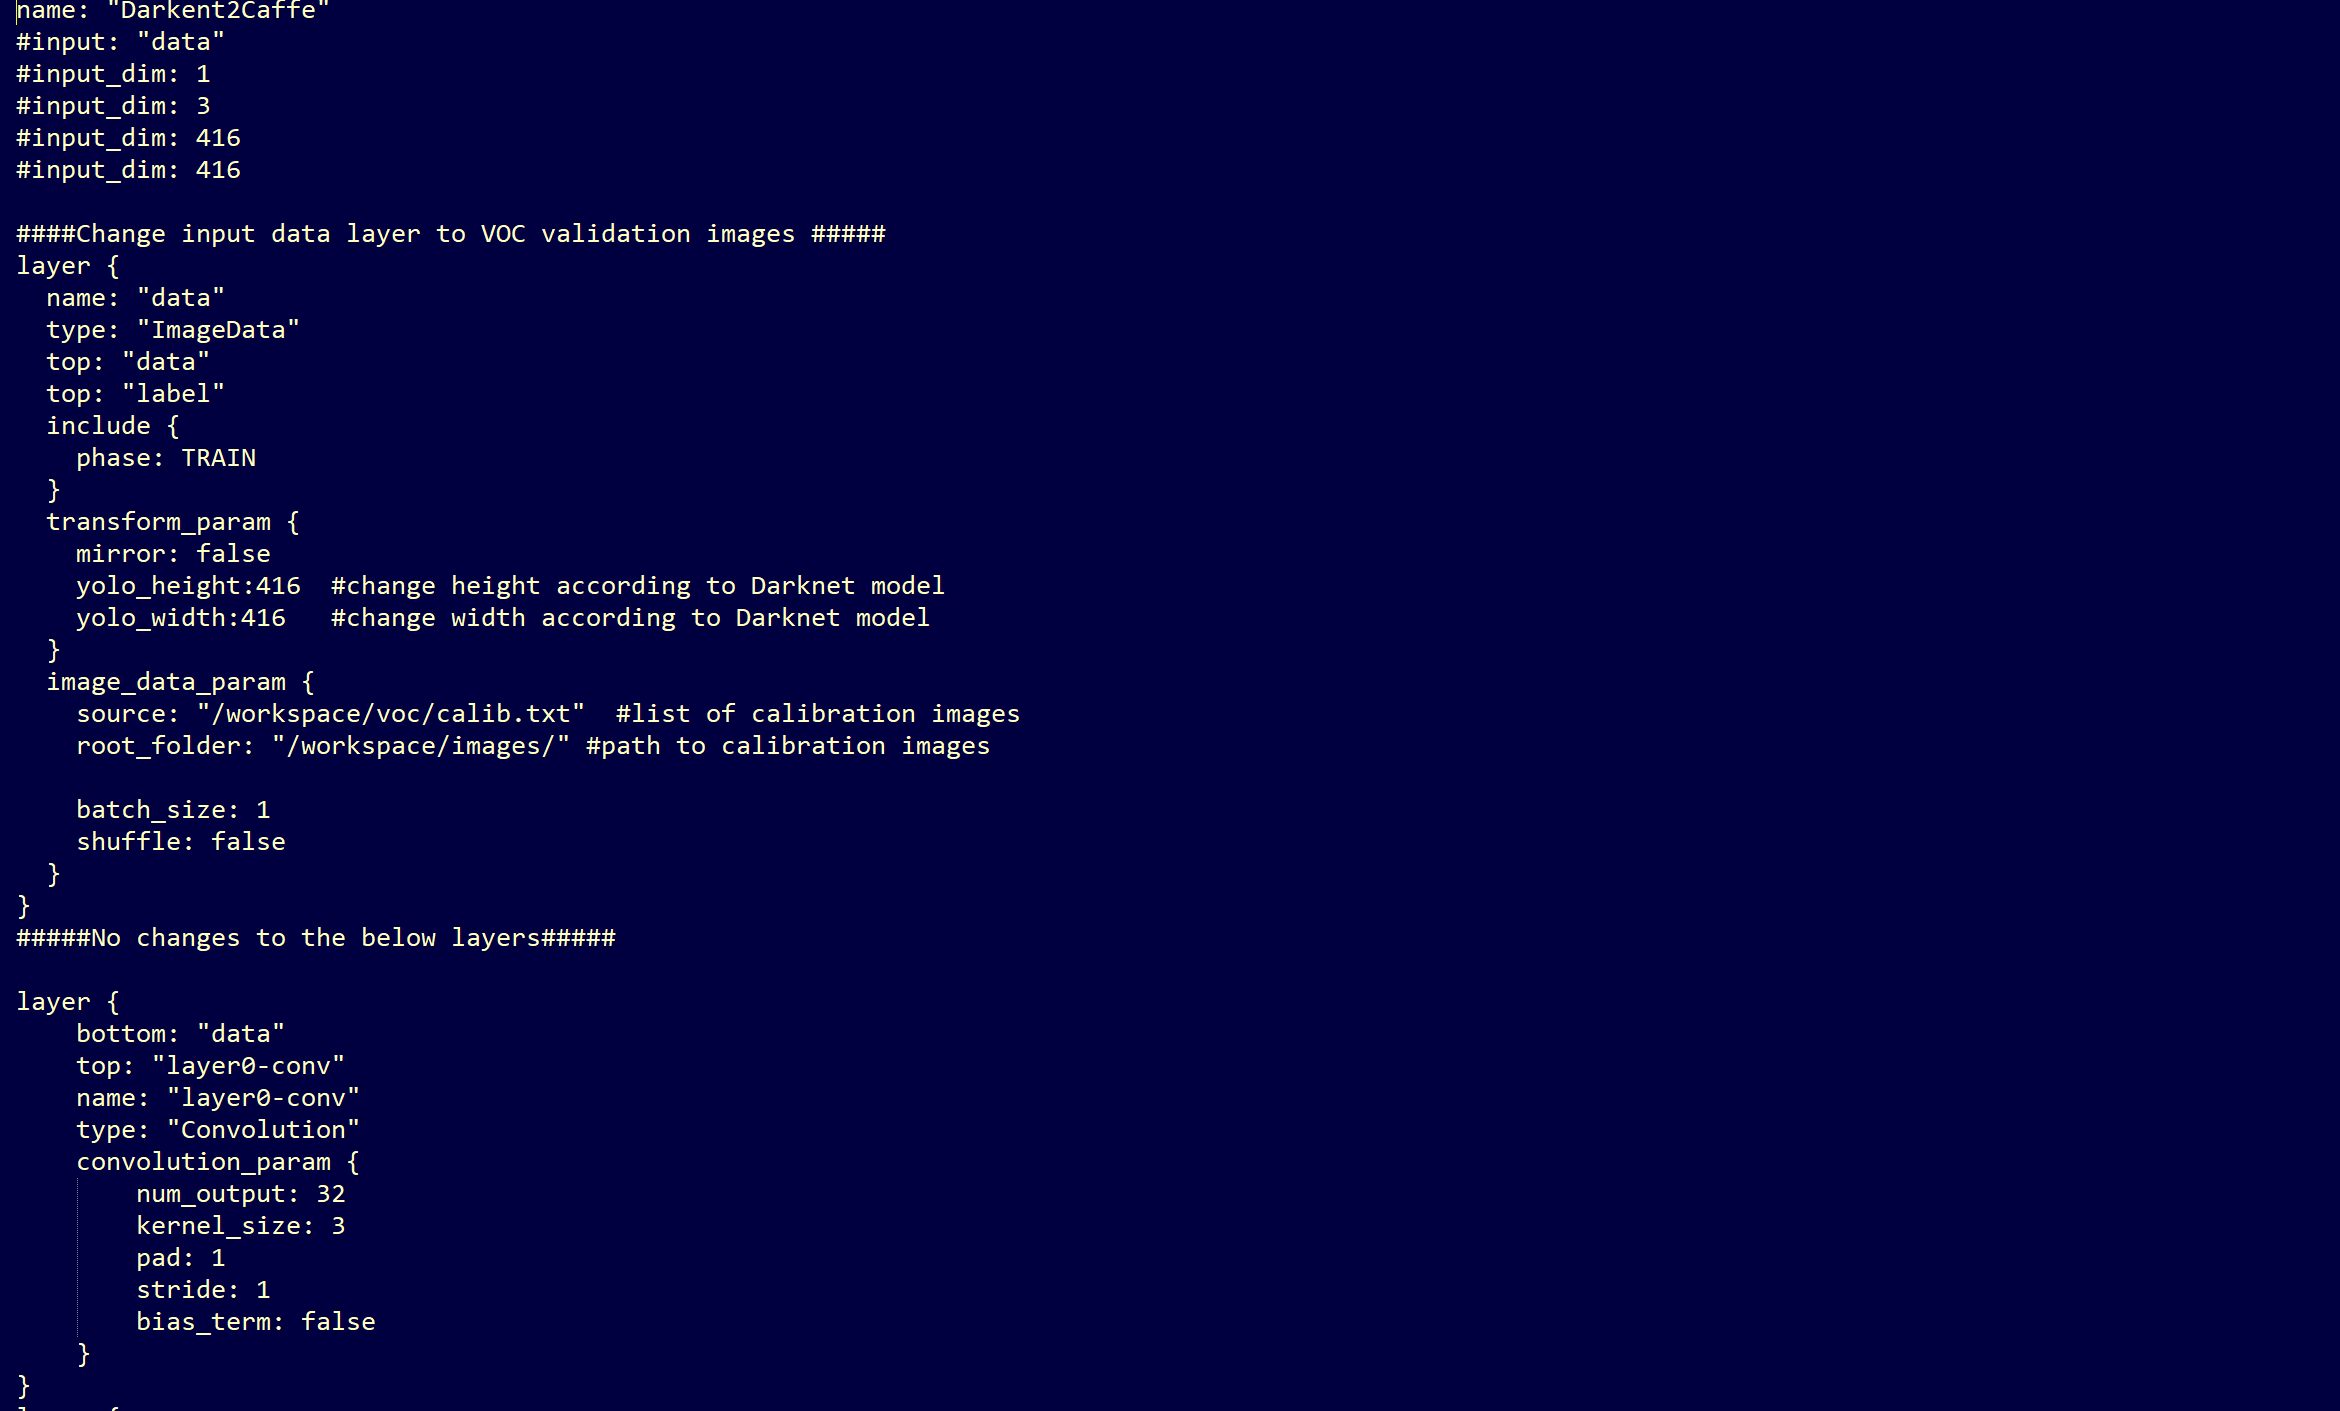 name: "Darkent2Caffe"
#input: "data"
#input_dim: 1
#input_dim: 3
#input_dim: 416
#input_dim: 416

####Change input data layer to VOC validation images #####
layer {
  name: "data"
  type: "ImageData"
  top: "data"
  top: "label"
  include {
    phase: TRAIN
  }
  transform_param {
    mirror: false
    yolo_height:416  #change height according to Darknet model
    yolo_width:416   #change width according to Darknet model
  }
  image_data_param {
    source: "/workspace/voc/calib.txt"  #list of calibration images
    root_folder: "/workspace/images/" #path to calibration images

    batch_size: 1
    shuffle: false
  }
}
#####No changes to the below layers#####

layer {
    bottom: "data"
    top: "layer0-conv"
    name: "layer0-conv"
    type: "Convolution"
    convolution_param {
        num_output: 32
        kernel_size: 3
        pad: 1
        stride: 1
        bias_term: false
    }
}